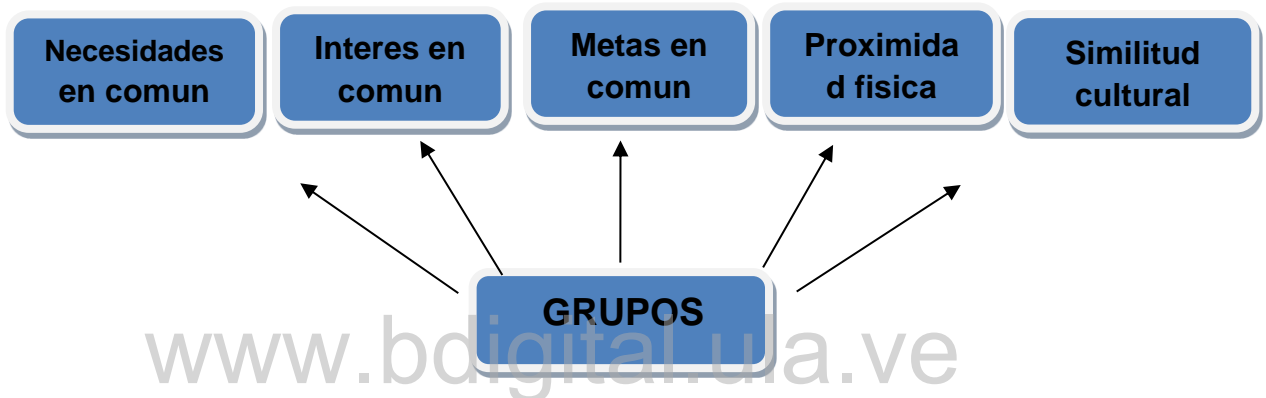 Necesidades
en comun
Interes en
comun
Metas en
comun
Proximida
d fisica
Similitud
cultural
GRUPOS
www.bdigital.ula.ve